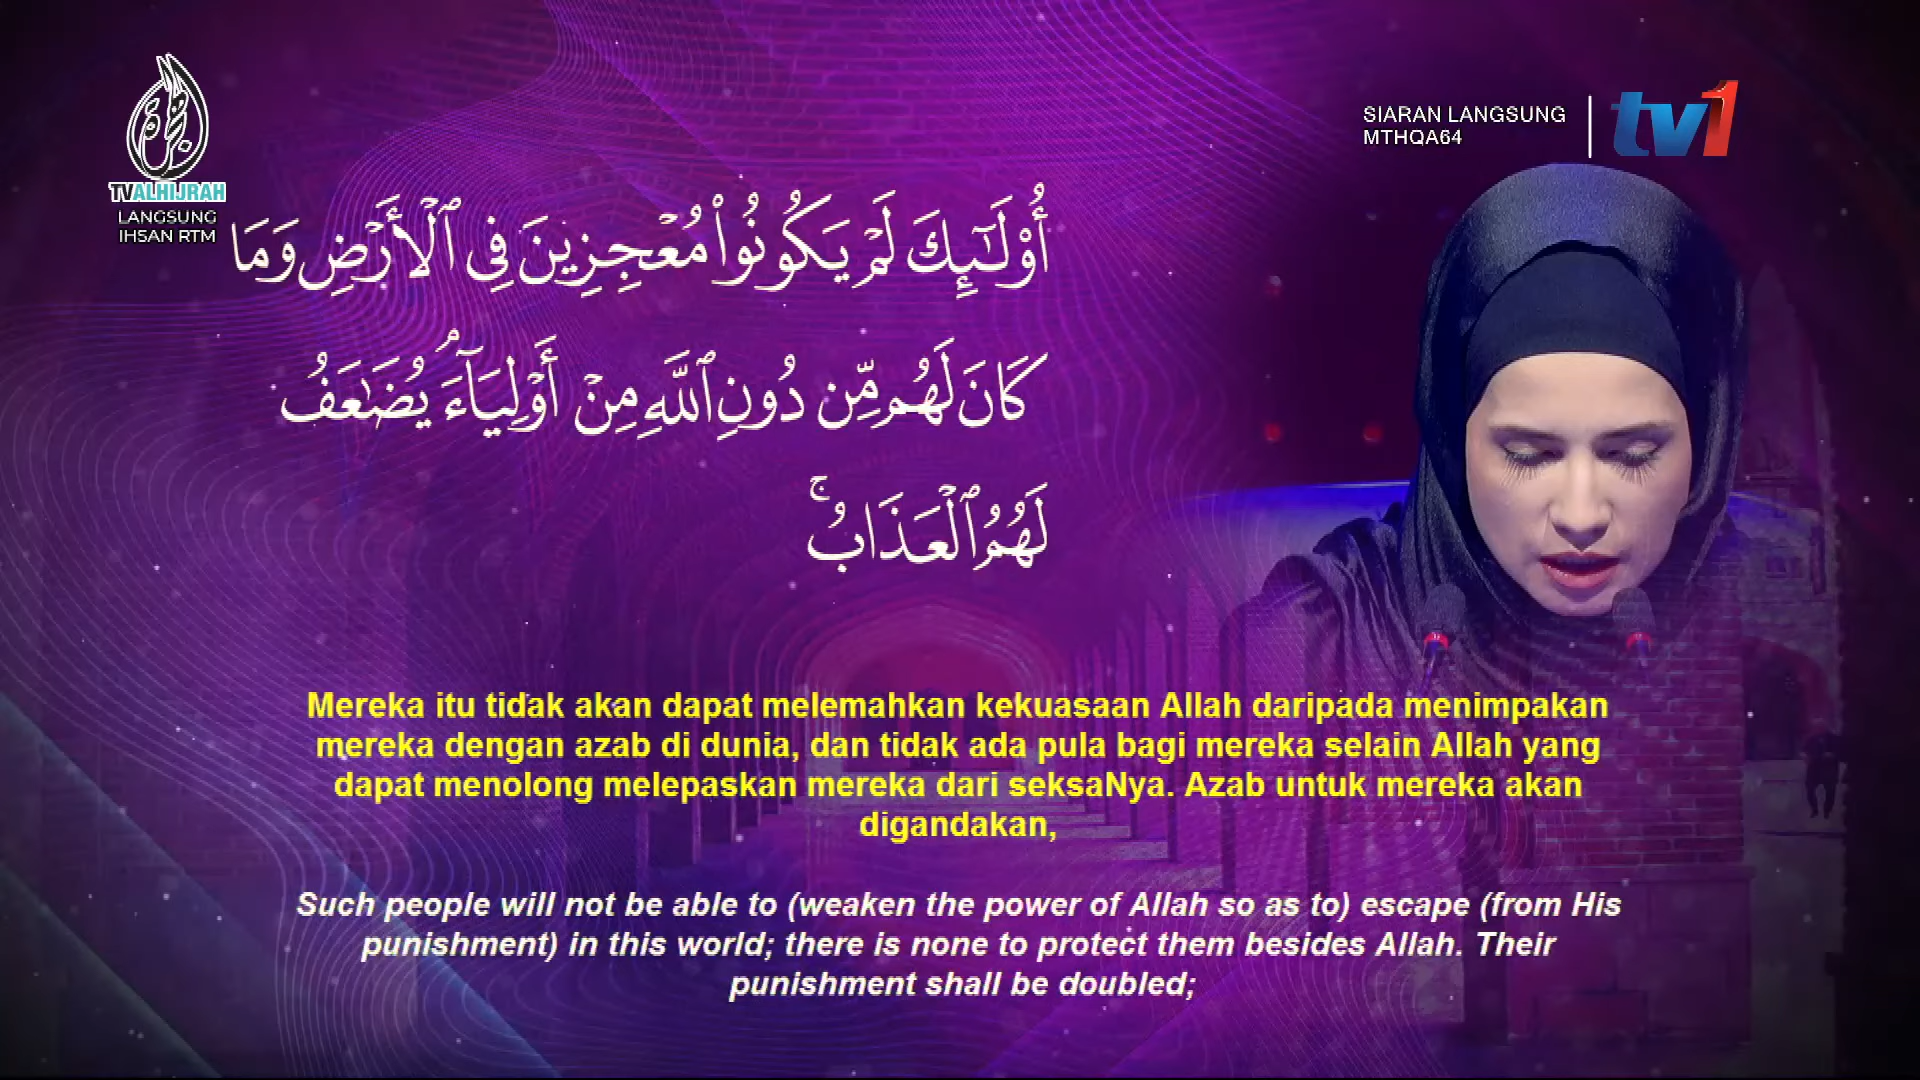 هجرة
TVALHIJRAH
LANGSUNG
IHSAN RTM
SIARAN LANGSUNG
MTHQA64
tv1
أُو۟لَـٰٓئِكَ لَمْ يَكُونُوا۟ مُعْجِزِينَ فِى ٱلْأَرْضِ وَمَا
كَانَ لَهُم مِّن دُونِ ٱللَّهِ مِنْ أَوْلِيَآءَ ۘ يُضَـٰعَفُ
لَهُمُ ٱلْعَذَابُ ۚ
Mereka itu tidak akan dapat melemahkan kekuasaan Allah daripada menimpakan
mereka dengan azab di dunia, dan tidak ada pula bagi mereka selain Allah yang
dapat menolong melepaskan mereka dari seksaNya. Azab untuk mereka akan
digandakan,
Such people will not be able to (weaken the power of Allah so as to) escape (from His
punishment) in this world; there is none to protect them besides Allah. Their
punishment shall be doubled;